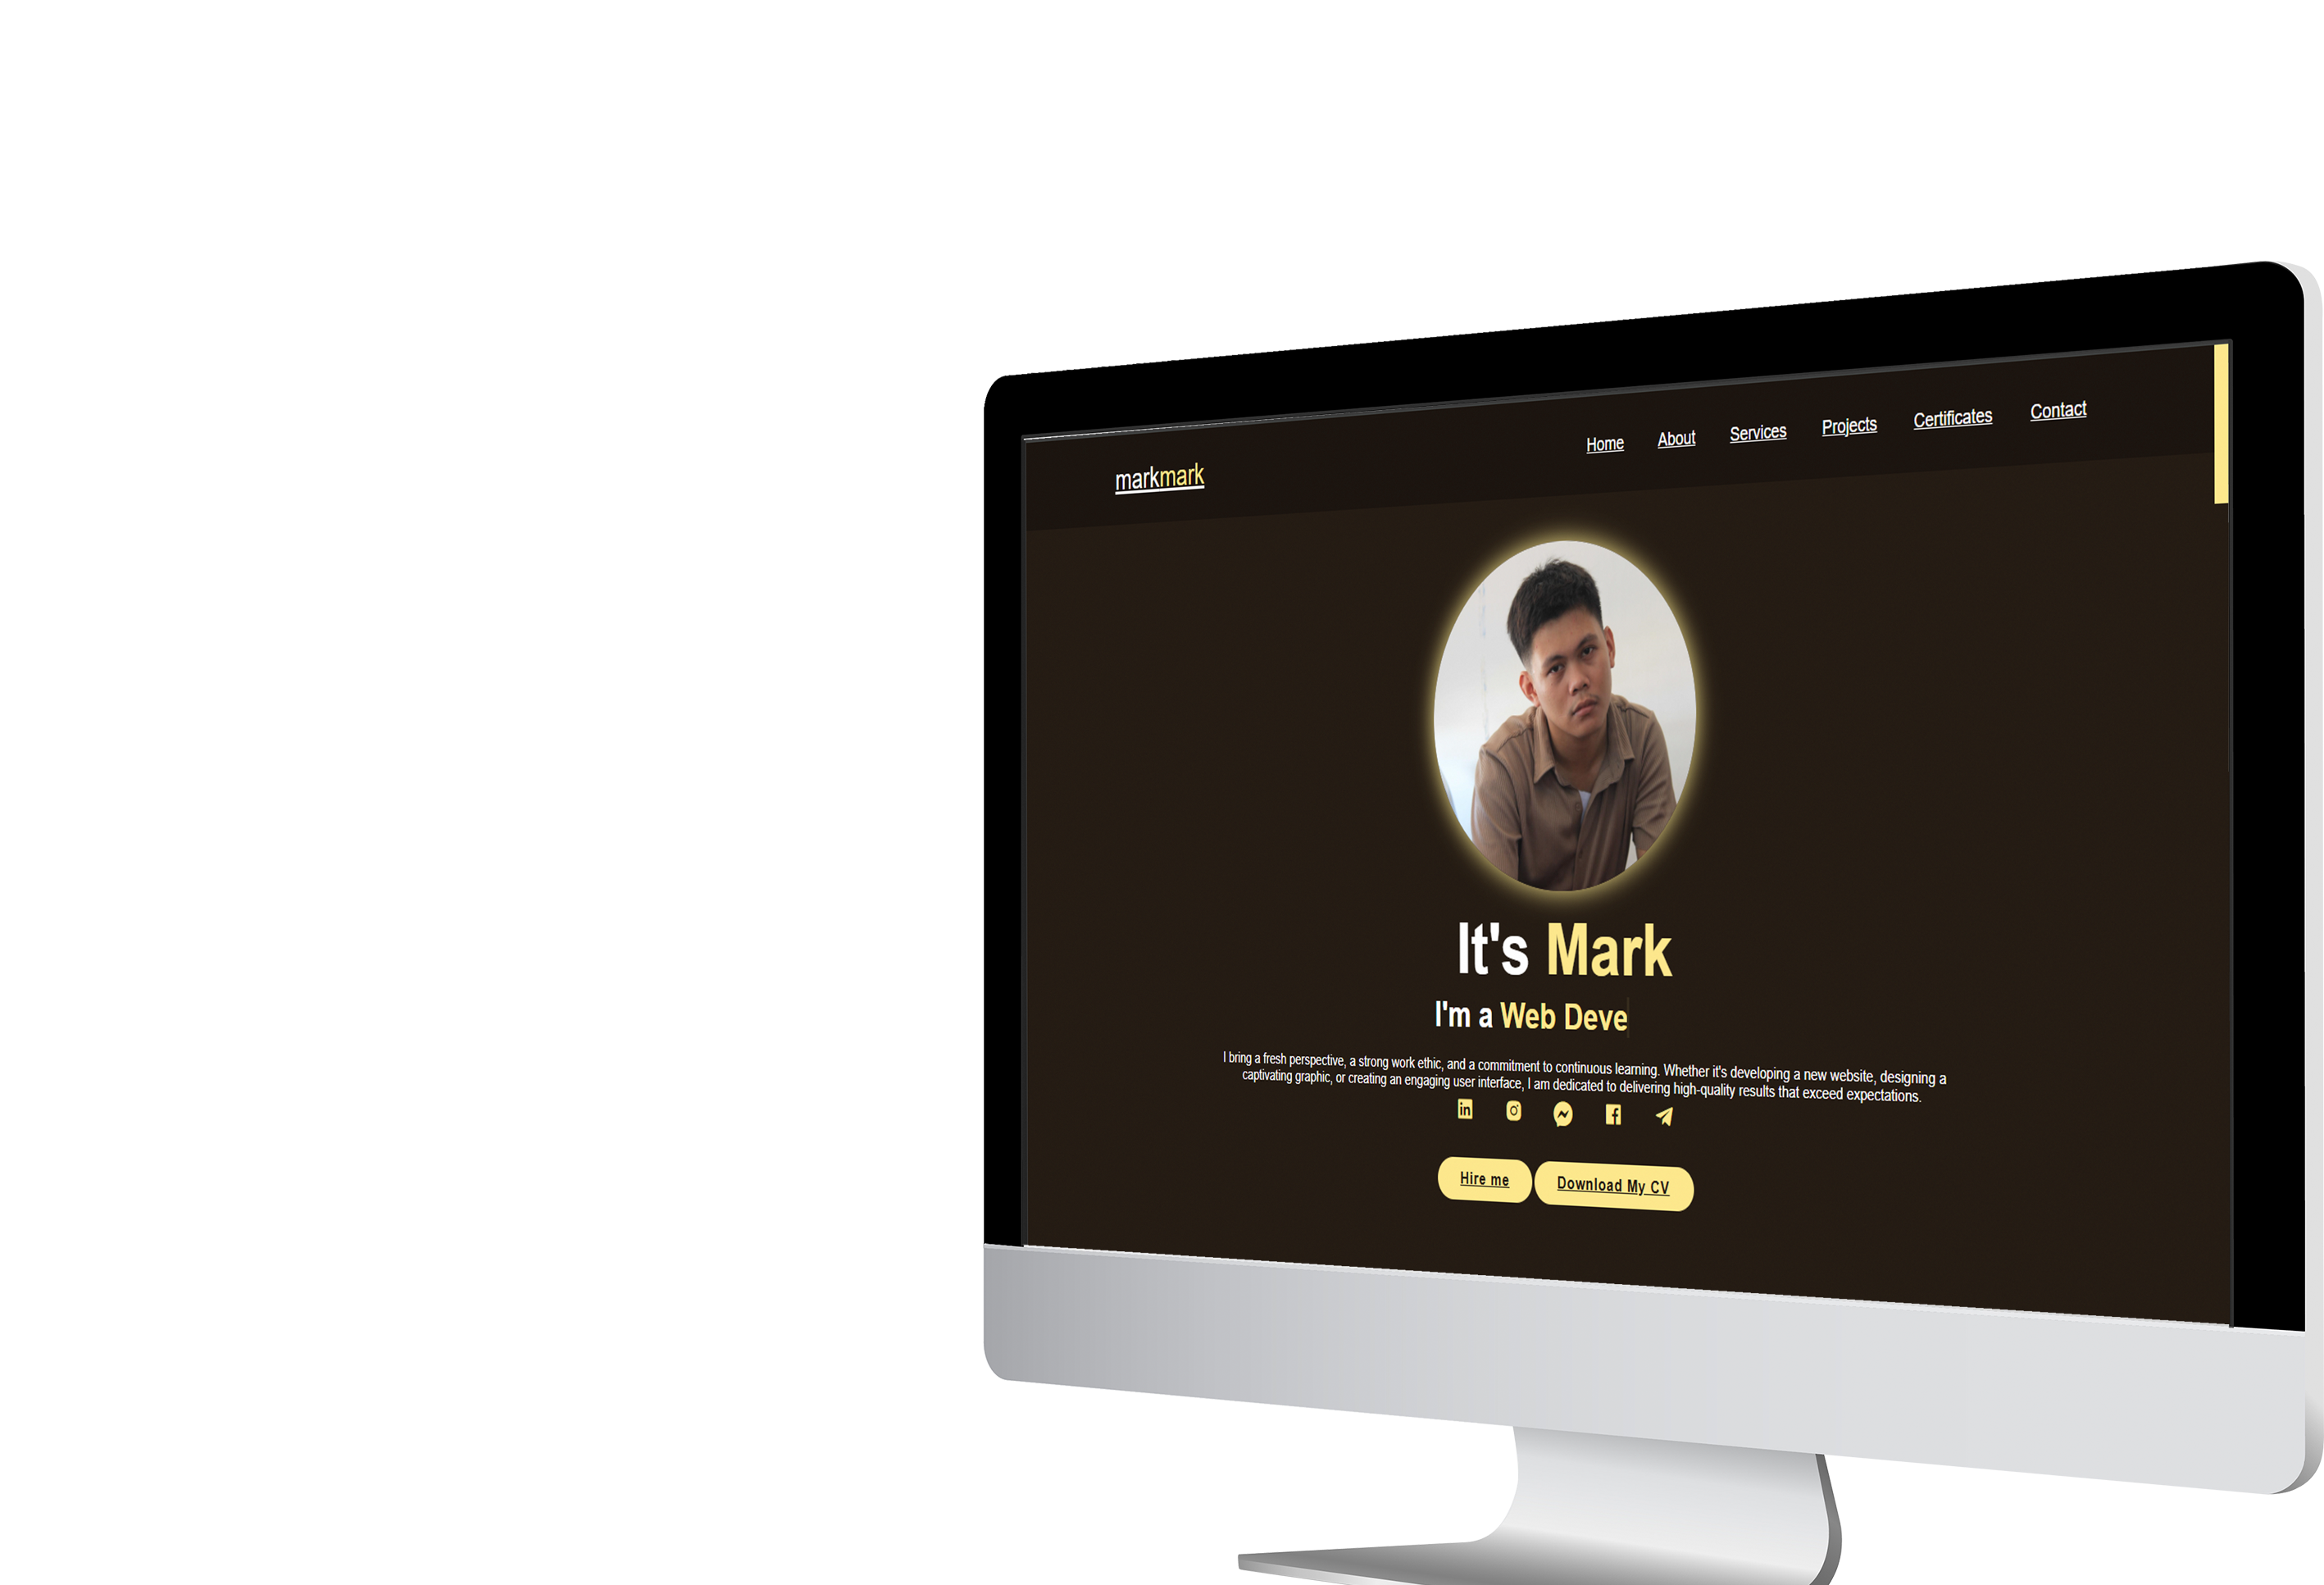 markmark
Home About Services Projects Certificates Contact
It's Mark
I'm a Web Deve
I bring a fresh perspective, a strong work ethic, and a commitment to continuous learning. Whether it's developing a new website, designing a
captivating graphic, or creating an engaging user interface, I am dedicated to delivering high-quality results that exceed expectations.
in
Hire me Download My CV